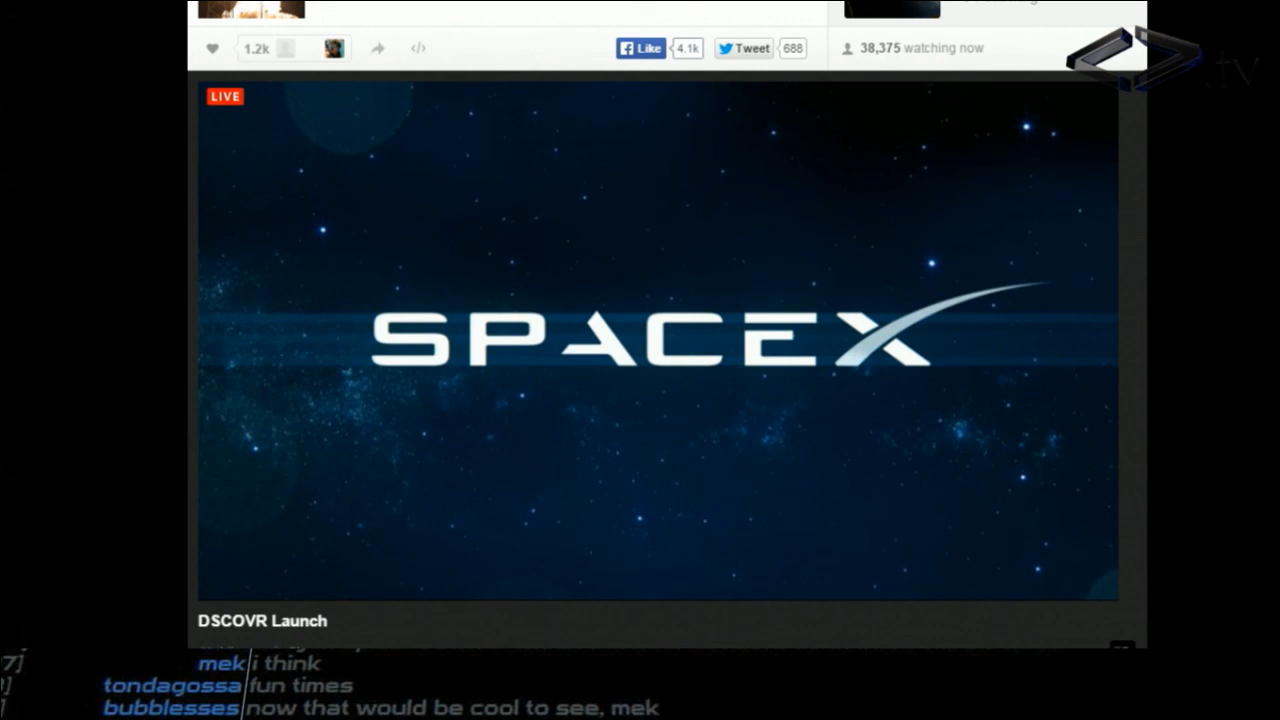 1.2k Like 4.1k Tweet 688 38,375 watching now
.tv
LIVE
SPACEX
DSCOVR Launch
7] mek i think
] tondagossa fun times
] bubblesses now that would be cool to see, mek